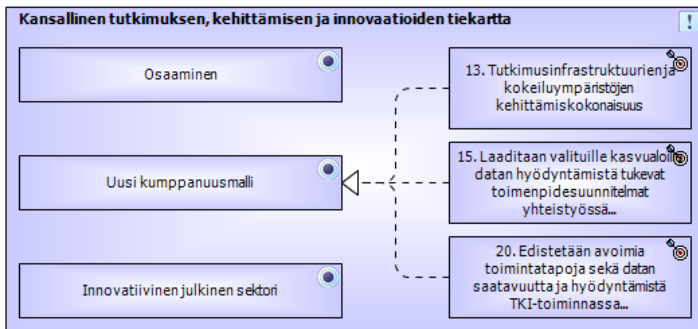 Kansallinen tutkimuksen, kehittämisen ja innovaatioiden tiekartta
!
Osaaminen
Uusi kumppanuusmalli
Innovatiivinen julkinen sektori
13. Tutkimusinfrastruktuurien ja
kokeiluympäristöjen
kehittämiskokonaisuus
15. Laaditaan valituille kasvualoille
datan hyödyntämistä tukevat
toimenpidesuunnitelmat
yhteistyössä...
20. Edistetään avoimia
toimintatapoja sekä datan
saatavuutta ja hyödyntämistä
TKI-toiminnassa...